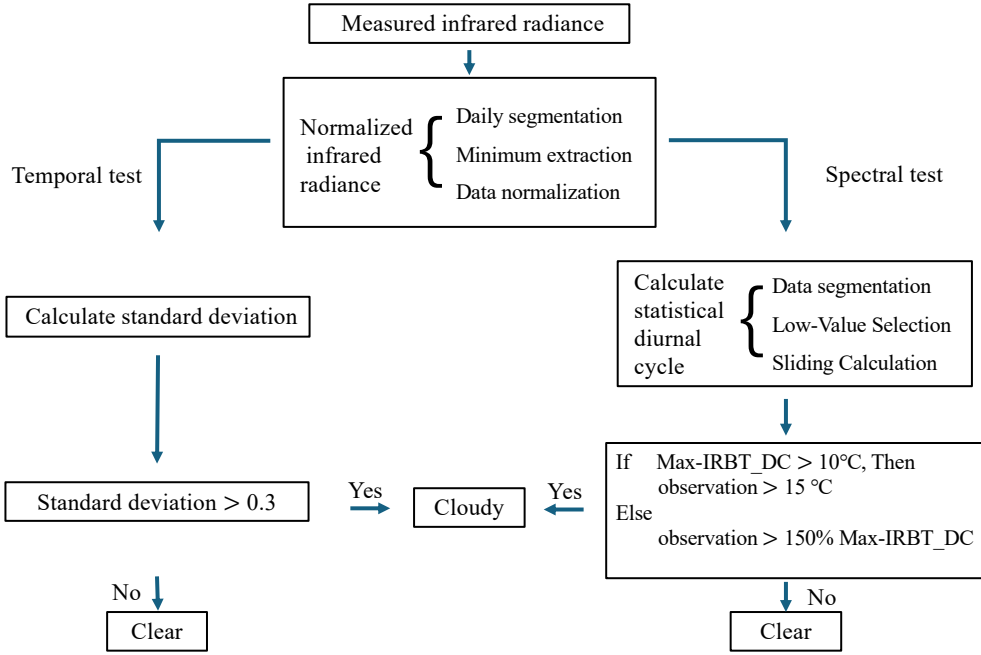 Measured infrared radiance
Normalized
infrared
radiance
{
Daily segmentation
Minimum extraction
Data normalization
Temporal test
Spectral test
Calculate standard deviation
Calculate
statistical
diurnal
cycle
{
Data segmentation
Low-Value Selection
Sliding Calculation
Standard deviation > 0.3
Yes
Cloudy
Yes
If Max-IRBT_DC > 10℃, Then
observation > 15 ℃
Else
observation > 150% Max-IRBT_DC
No
Clear
No
Clear